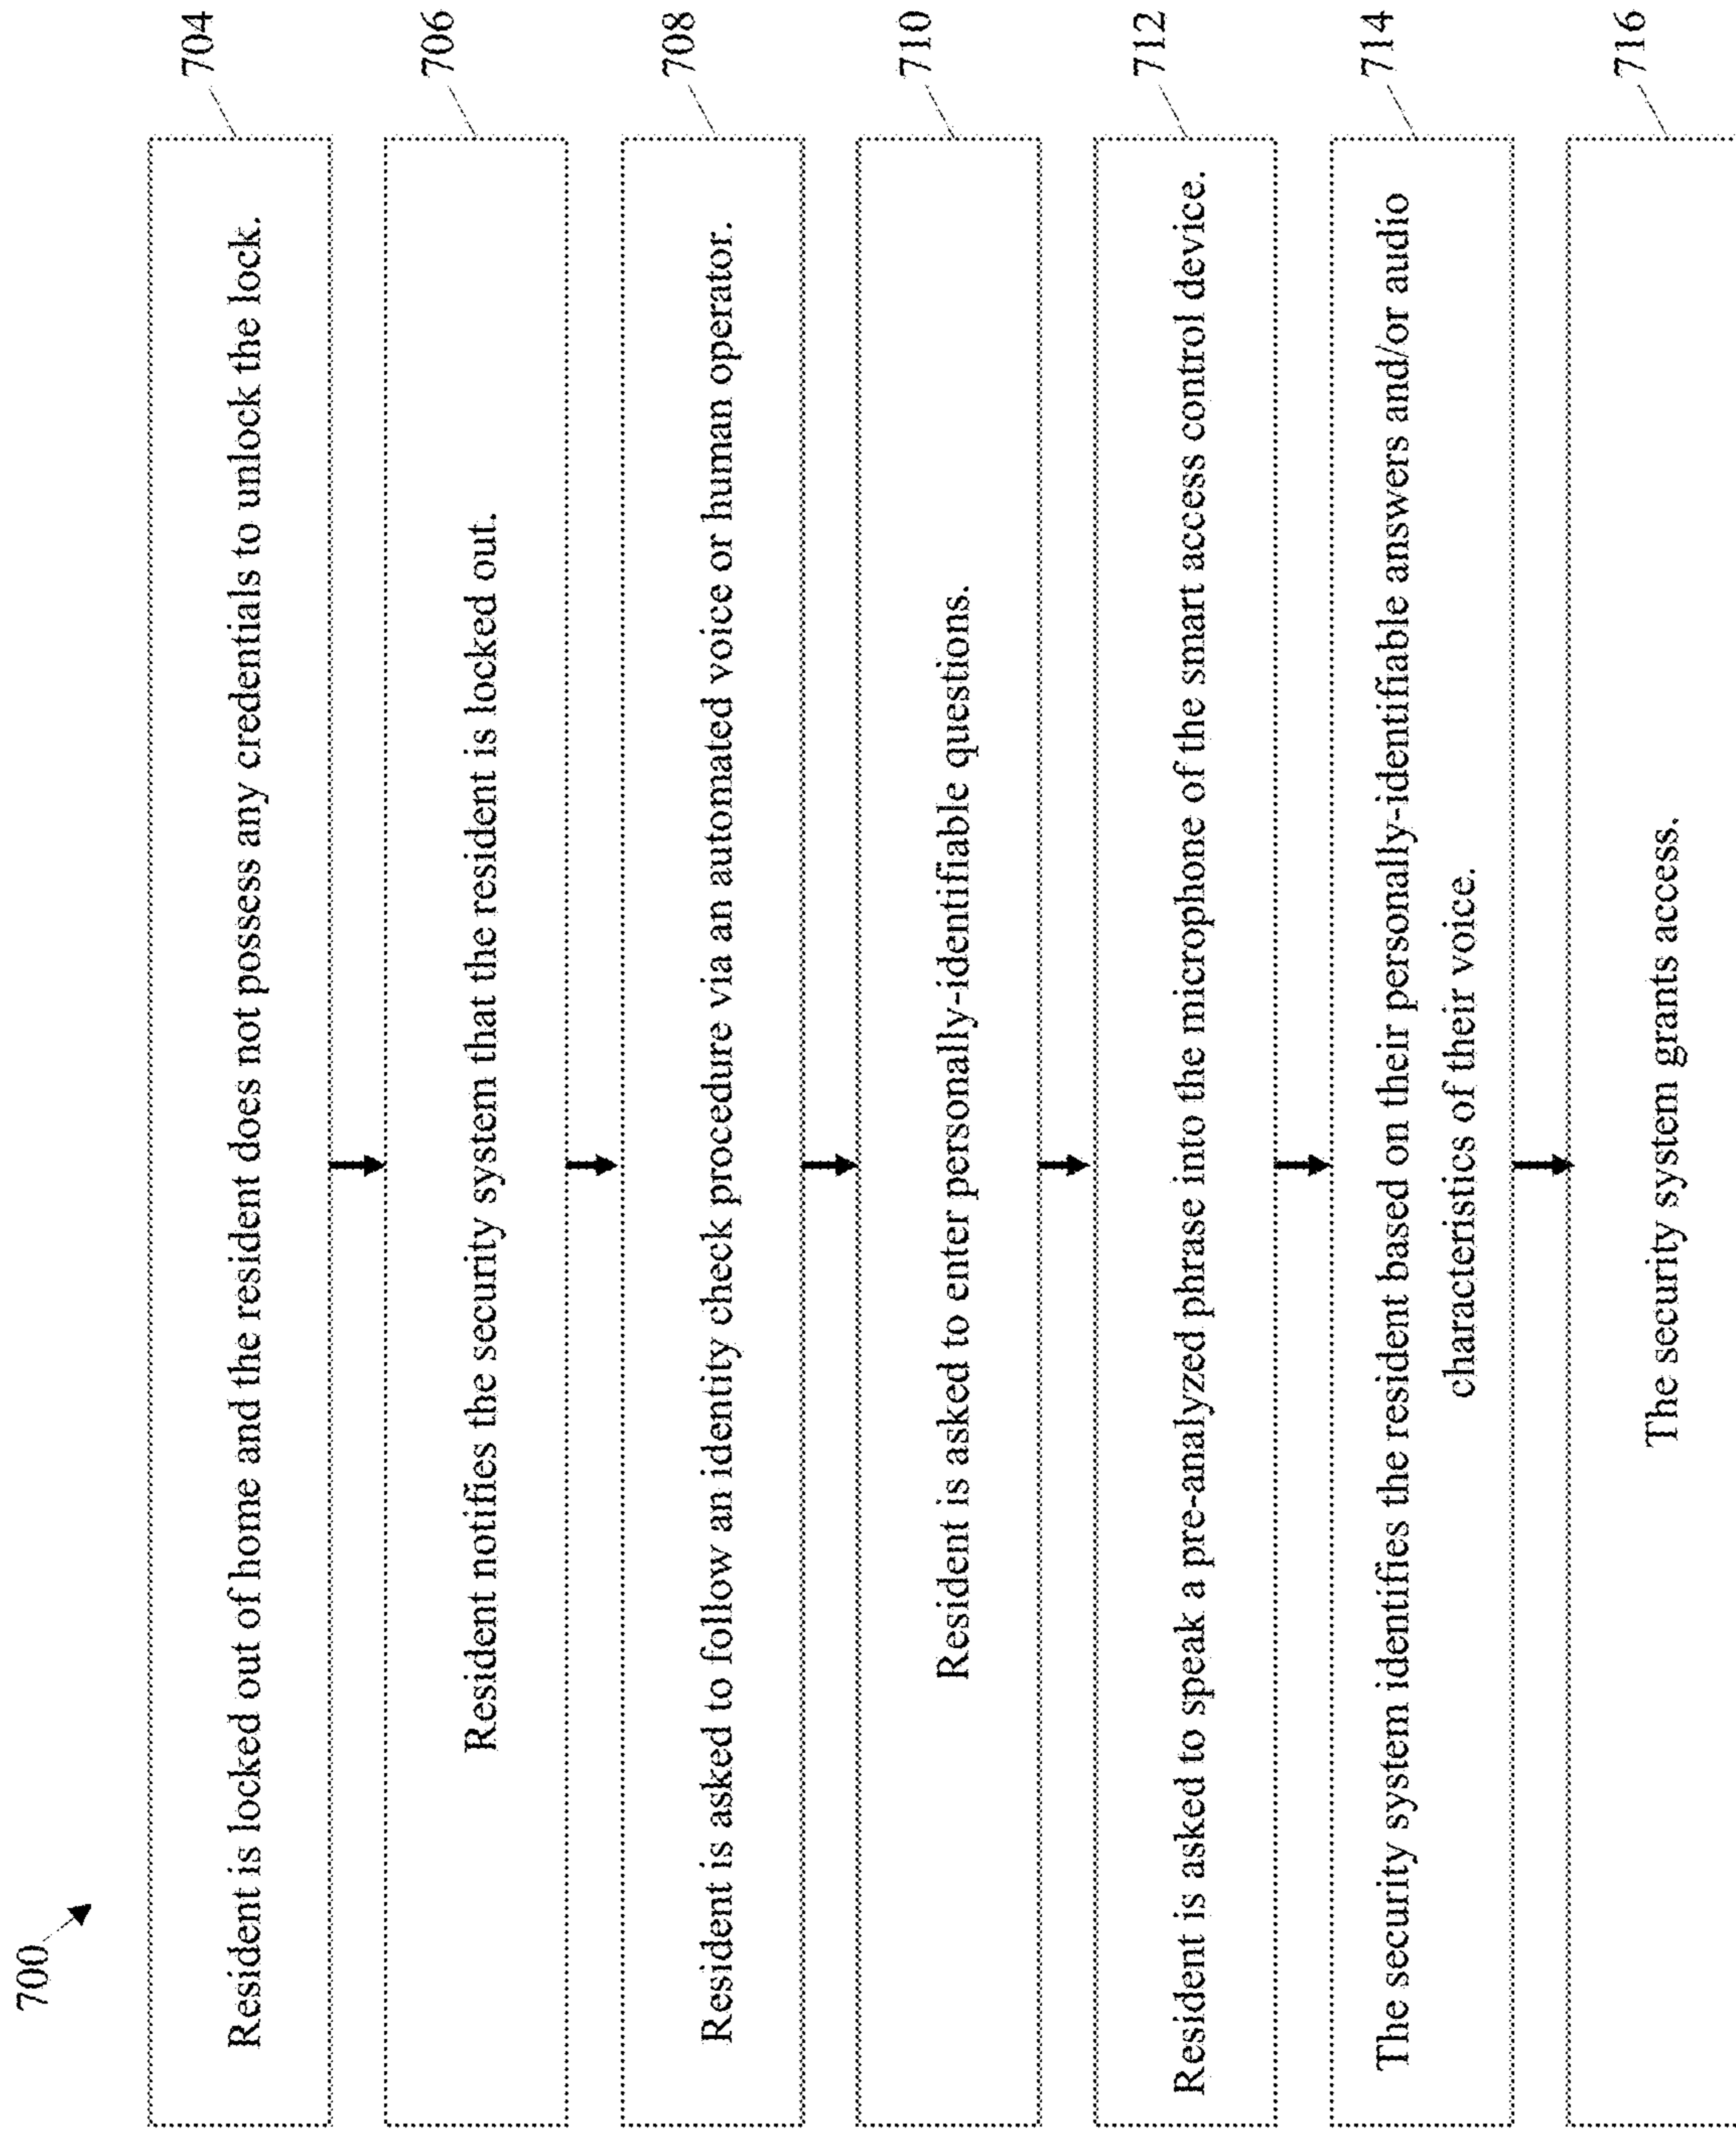 700
Resident is locked out of home and the resident does not possess any credentials to unlock the lock.
704
Resident notifies the security system that the resident is locked out.
706
Resident is asked to follow an identity check procedure via an automated voice or human operator.
708
Resident is asked to enter personally-identifiable questions.
710
Resident is asked to speak a pre-analyzed phrase into the microphone of the smart access control device.
712
The security system identifies the resident based on their personally-identifiable answers and/or audio
characteristics of their voice.
714
The security system grants access.
716